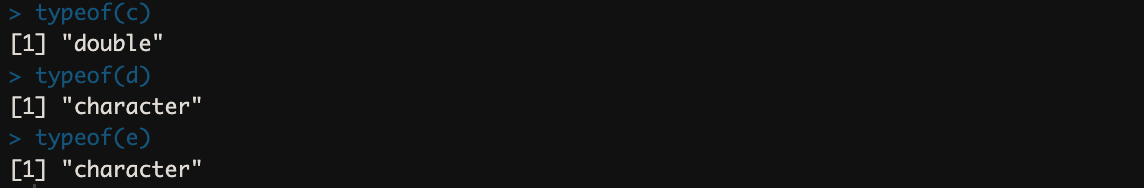 > typeof(c)
[1] "double"
> typeof(d)
[1] "character"
> typeof(e)
[1] "character"